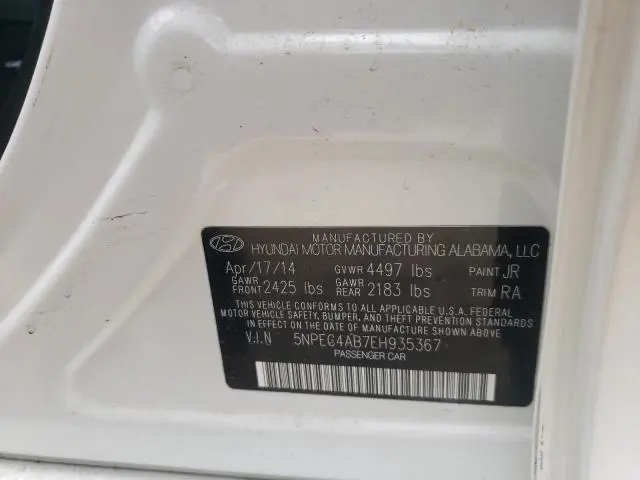 MANUFACTURED BY
HYUNDAI MOTOR MANUFACTURING ALABAMA, LLC
Apr/17/14 GVWR 4497 lbs PAINT JR
GAWR FRONT 2425 lbs GAWR REAR 2183 lbs TRIM RA
THIS VEHICLE CONFORMS TO ALL APPLICABLE U.S.A. FEDERAL
MOTOR VEHICLE SAFETY, BUMPER, AND THEFT PREVENTION STANDARDS
IN EFFECT ON THE DATE OF MANUFACTURE SHOWN ABOVE
V.I.N 5NPEC4AB7EH935367
PASSENGER CAR